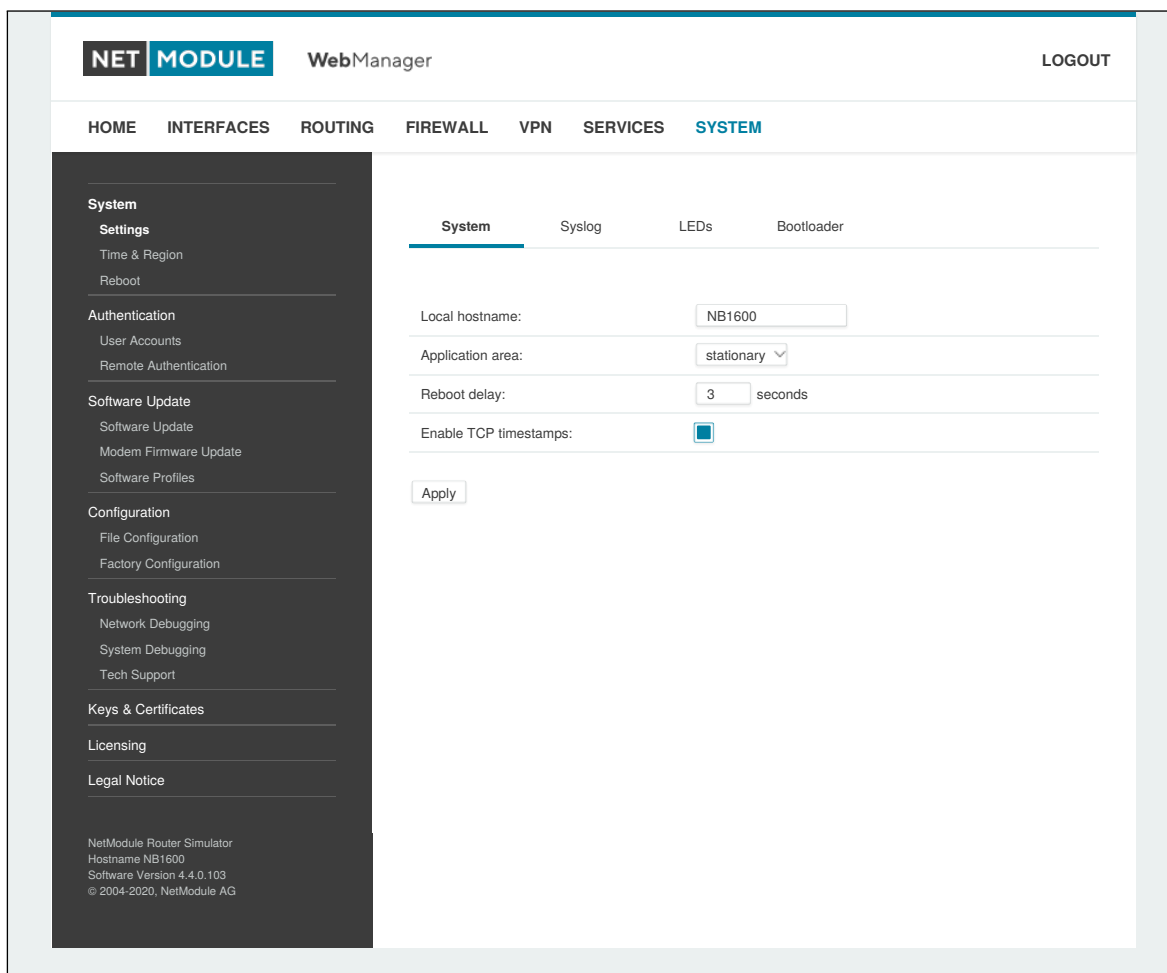 NET MODULE WebManager LOGOUT
HOME INTERFACES ROUTING FIREWALL VPN SERVICES SYSTEM
System
Settings
Time & Region
Reboot
Authentication
User Accounts
Remote Authentication
Software Update
Software Update
Modem Firmware Update
Software Profiles
Configuration
File Configuration
Factory Configuration
Troubleshooting
Network Debugging
System Debugging
Tech Support
Keys & Certificates
Licensing
Legal Notice
NetModule Router Simulator
Hostname NB1600
Software Version 4.4.0.103
© 2004-2020, NetModule AG
System Syslog LEDs Bootloader
Local hostname: NB1600
Application area: stationary
Reboot delay: 3 seconds
Enable TCP timestamps:
Apply